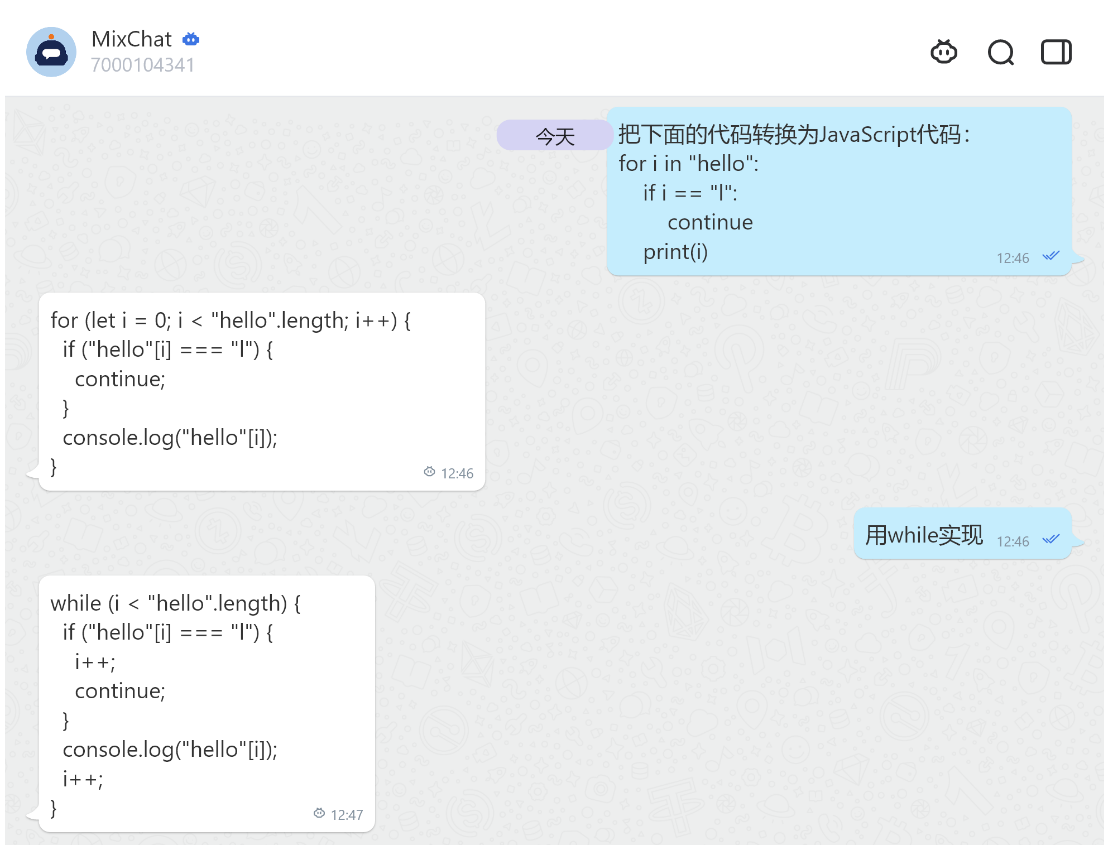 MixChat
7000104341
今天
把下面的代码转换为JavaScript代码：
for i in "hello":
    if i == "l":
        continue
    print(i)
12:46
for (let i = 0; i < "hello".length; i++) {
  if ("hello"[i] === "l") {
    continue;
  }
  console.log("hello"[i]);
}
12:46
用while实现
12:46
while (i < "hello".length) {
  if ("hello"[i] === "l") {
    i++;
    continue;
  }
  console.log("hello"[i]);
  i++;
}
12:47